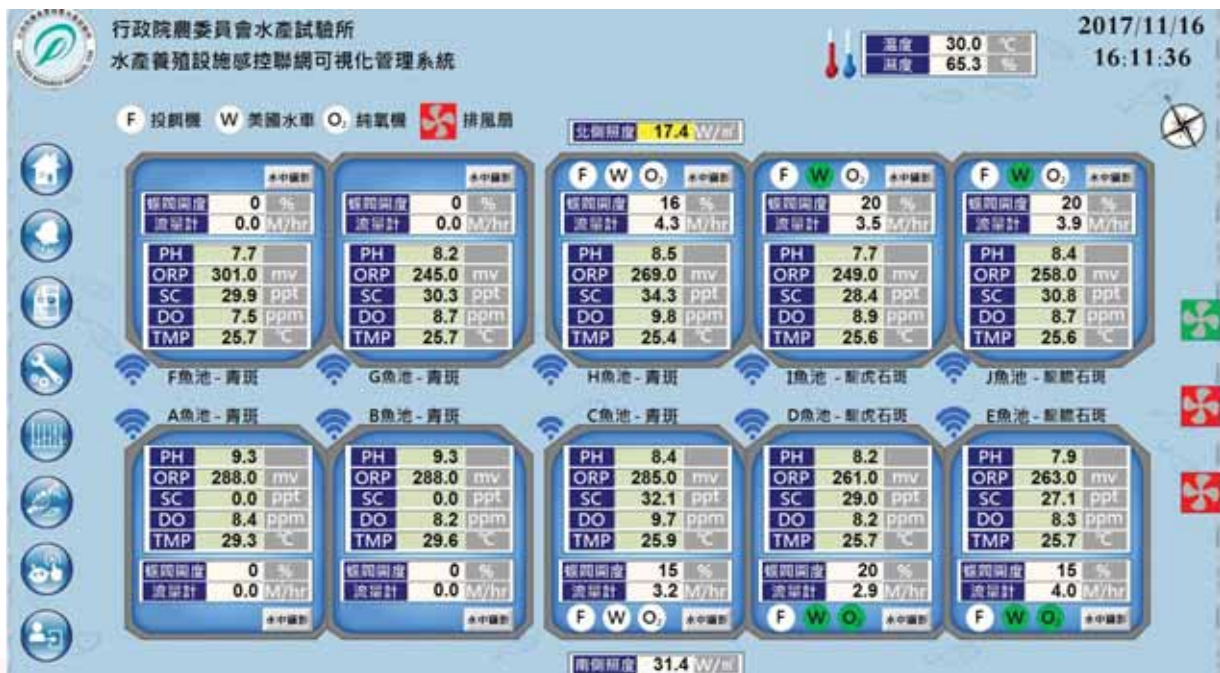 行政院農委員會水產試驗所
水產養殖設施感控聯網可視化管理系統
溫度 30.0 ℃
濕度 65.3 %
2017/11/16
16:11:36
F 投餌機 W 美國水車 O₂ 純氧機 排風扇
北側照度 17.4 W/㎡
水中攝影 水中攝影 F W O₂ 水中攝影 F W O₂ 水中攝影 F W O₂ 水中攝影
蝶閥開度 0 % 蝶閥開度 0 % 蝶閥開度 16 % 蝶閥開度 20 % 蝶閥開度 20 %
流量計 0.0 M/hr 流量計 0.0 M/hr 流量計 4.3 M/hr 流量計 3.5 M/hr 流量計 3.9 M/hr
PH 7.7 PH 8.2 PH 8.5 PH 7.7 PH 8.4
ORP 301.0 mv ORP 245.0 mv ORP 269.0 mv ORP 249.0 mv ORP 258.0 mv
SC 29.9 ppt SC 30.3 ppt SC 34.3 ppt SC 28.4 ppt SC 30.8 ppt
DO 7.5 ppm DO 8.7 ppm DO 9.8 ppm DO 8.9 ppm DO 8.7 ppm
TMP 25.7 ℃ TMP 25.7 ℃ TMP 25.4 ℃ TMP 25.6 ℃ TMP 25.6 ℃
F魚池 - 青斑 G魚池 - 青斑 H魚池 - 青斑 I魚池 - 龍虎石斑 J魚池 - 龍膽石斑
A魚池 - 青斑 B魚池 - 青斑 C魚池 - 青斑 D魚池 - 龍虎石斑 E魚池 - 龍膽石斑
PH 9.3 PH 9.3 PH 8.4 PH 8.2 PH 7.9
ORP 288.0 mv ORP 288.0 mv ORP 285.0 mv ORP 261.0 mv ORP 263.0 mv
SC 0.0 ppt SC 0.0 ppt SC 32.1 ppt SC 29.0 ppt SC 27.1 ppt
DO 8.4 ppm DO 8.2 ppm DO 9.7 ppm DO 8.2 ppm DO 8.3 ppm
TMP 29.3 ℃ TMP 29.6 ℃ TMP 25.9 ℃ TMP 25.7 ℃ TMP 25.7 ℃
蝶閥開度 0 % 蝶閥開度 0 % 蝶閥開度 15 % 蝶閥開度 20 % 蝶閥開度 15 %
流量計 0.0 M/hr 流量計 0.0 M/hr 流量計 3.2 M/hr 流量計 2.9 M/hr 流量計 4.0 M/hr
水中攝影 水中攝影 F W O₂ 水中攝影 F W O₂ 水中攝影 F W O₂ 水中攝影
南側照度 31.4 W/㎡